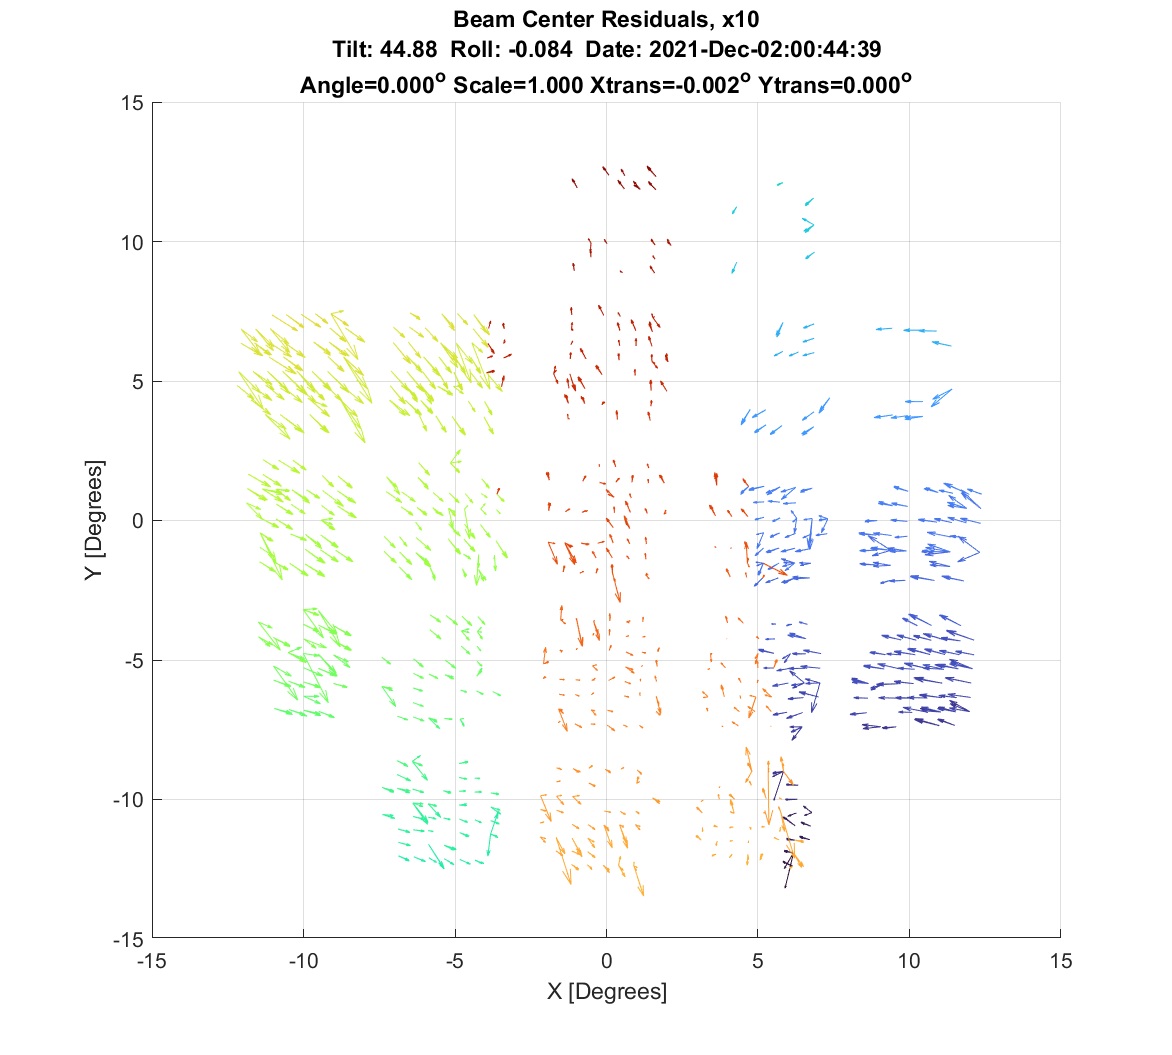 Beam Center Residuals, x10
Tilt: 44.88 Roll: -0.084 Date: 2021-Dec-02:00:44:39
Angle=0.000° Scale=1.000 Xtrans=-0.002° Ytrans=0.000°
15
10
5
0
-5
-10
-15
Y [Degrees]
-15 -10 -5 0 5 10 15
X [Degrees]